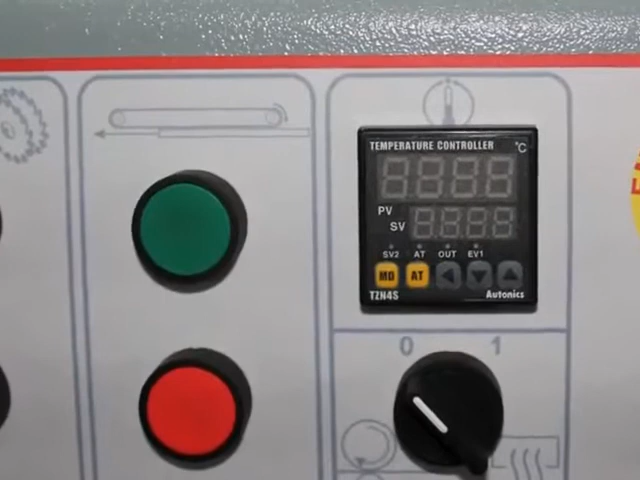 TEMPERATURE CONTROLLER
°C
PV
SV
SV2 AT OUT EV1
MD AT
TZN4S Autonics
0 1